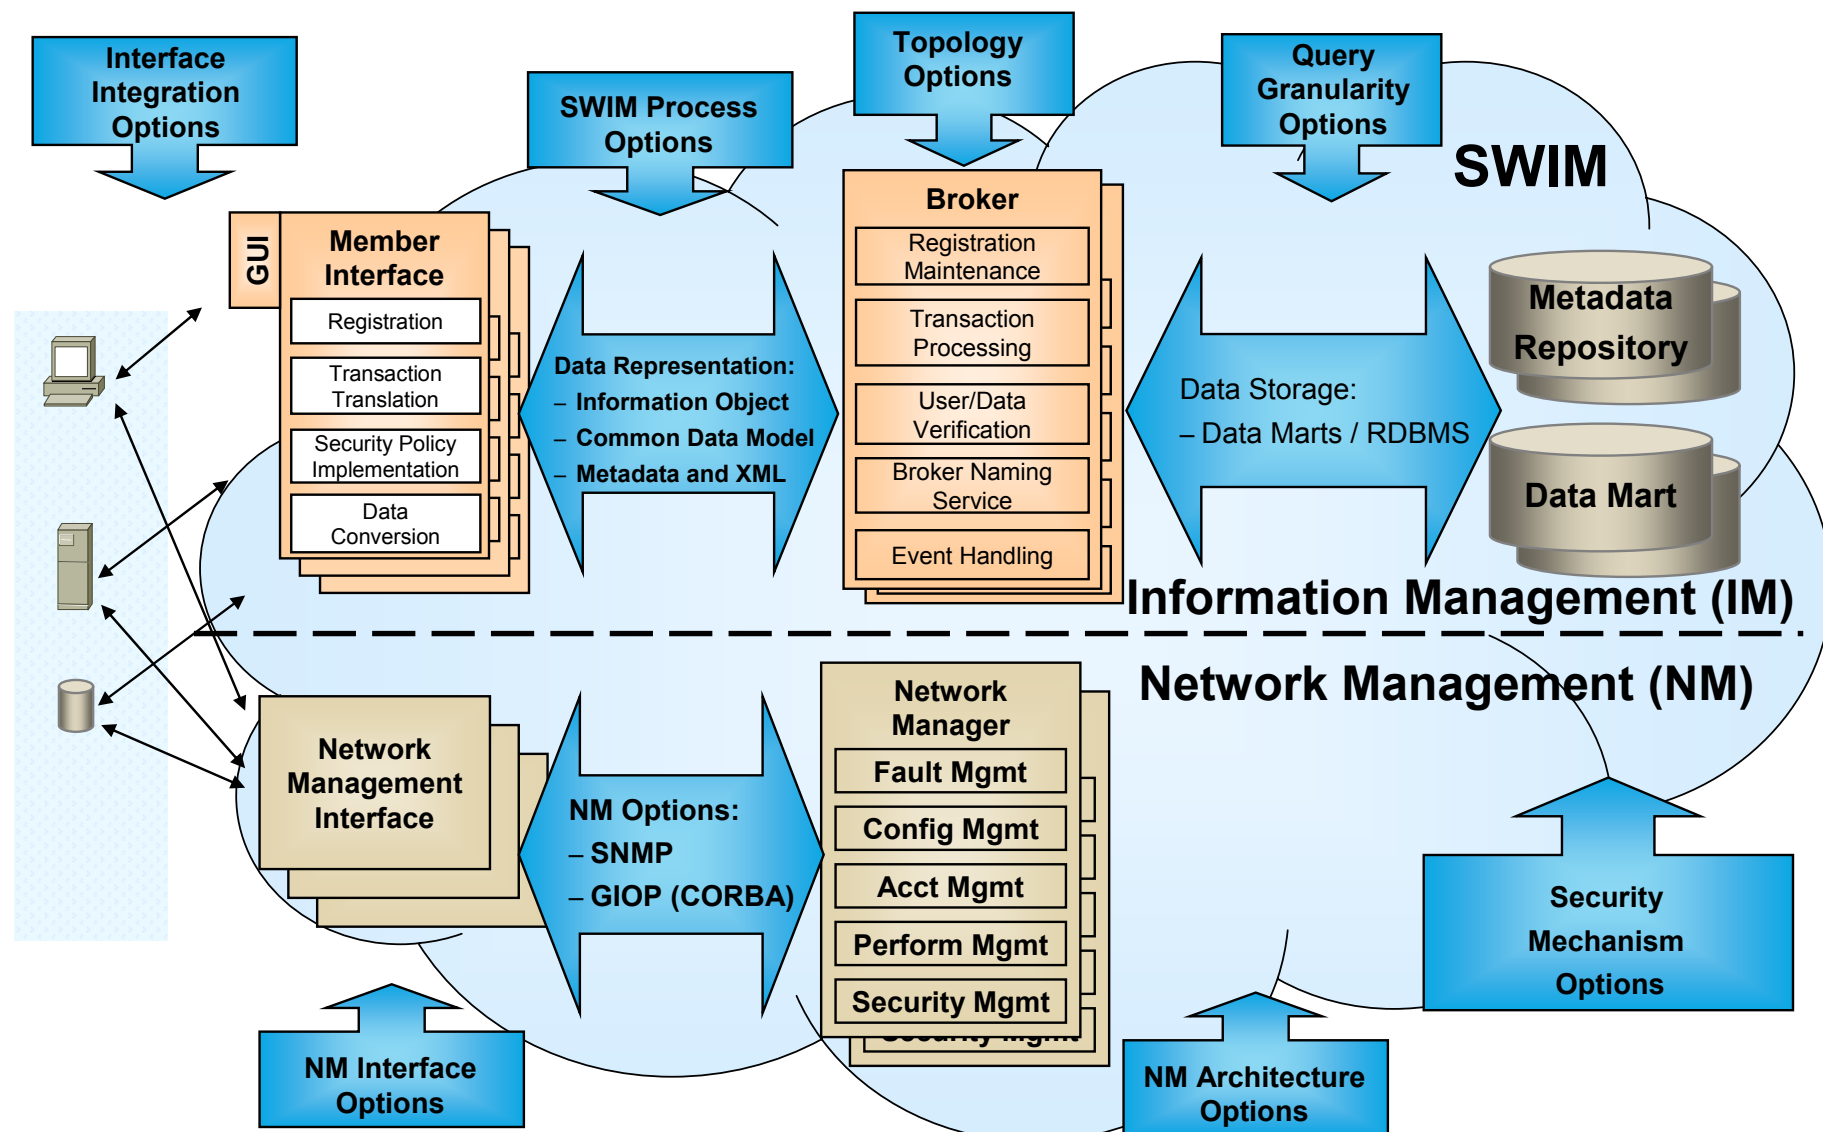 Interface
Integration
Options
SWIM Process
Options
Topology
Options
Query
Granularity
Options
SWIM
GUI
Member
Interface
Registration
Transaction
Translation
Security Policy
Implementation
Data
Conversion
Data Representation:
– Information Object
– Common Data Model
– Metadata and XML
Broker
Registration
Maintenance
Transaction
Processing
User/Data
Verification
Broker Naming
Service
Event Handling
Data Storage:
– Data Marts / RDBMS
Metadata
Repository
Data Mart
Information Management (IM)
Network Management (NM)
Network
Management
Interface
NM Options:
– SNMP
– GIOP (CORBA)
Network
Manager
Fault Mgmt
Config Mgmt
Acct Mgmt
Perform Mgmt
Security Mgmt
Security Mgmt
Security
Mechanism
Options
NM Interface
Options
NM Architecture
Options